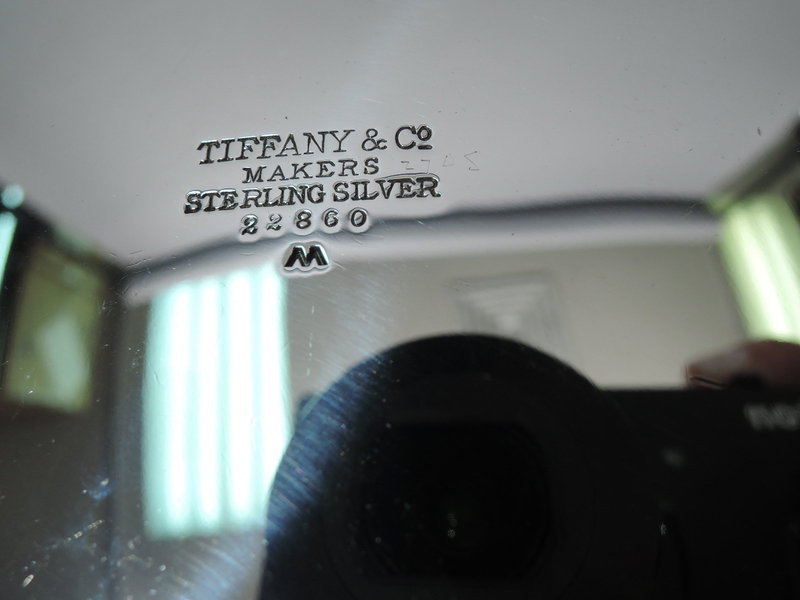 TIFFANY & Cº
MAKERS
STERLING SILVER
22860
M